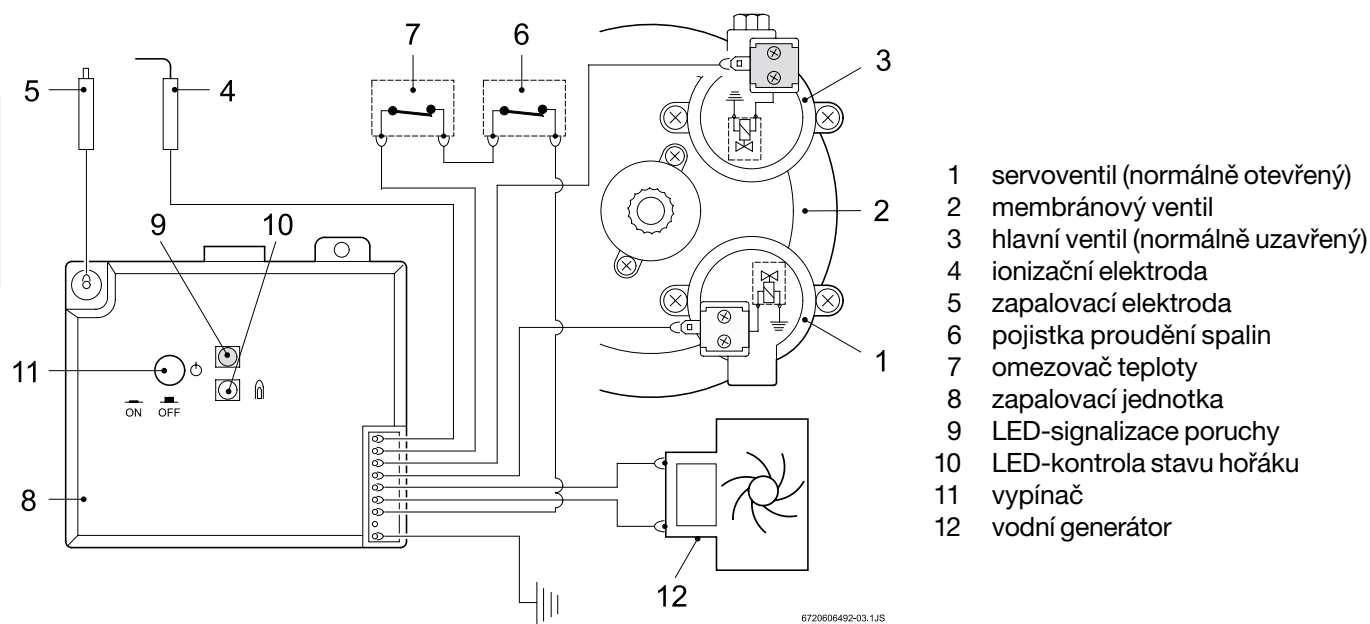 7
6
5
4
3
9
10
2
11
ON OFF
1
8
12
6720606492-03.1JS
1 servoventil (normálně otevřený)
2 membránový ventil
3 hlavní ventil (normálně uzavřený)
4 ionizační elektroda
5 zapalovací elektroda
6 pojistka proudění spalin
7 omezovač teploty
8 zapalovací jednotka
9 LED-signalizace poruchy
10 LED-kontrola stavu hořáku
11 vypínač
12 vodní generátor